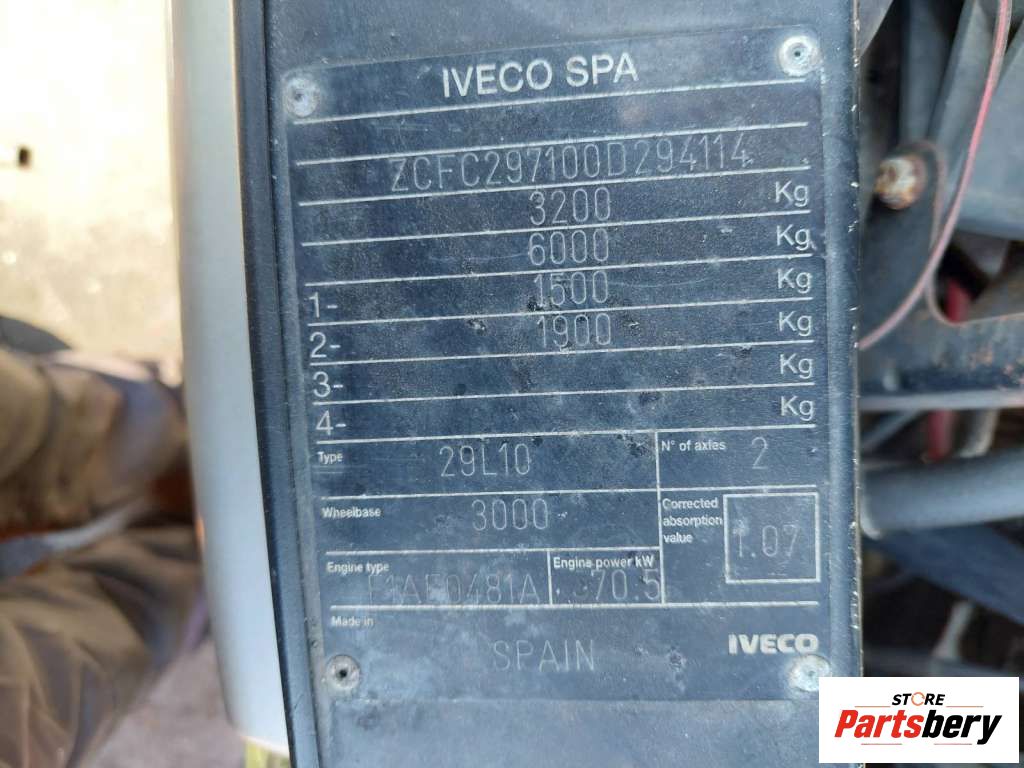 IVECO SPA
ZCFC297100D294114
3200 Kg
6000 Kg
1- 1500 Kg
2- 1900 Kg
3- Kg
4- Kg
Type 29L10 N° of axles 2
Wheelbase 3000 Corrected absorption value 1.07
Engine type F1AE0481A Engine power kW 70.5
Made in SPAIN IVECO
STORE
Partsbery